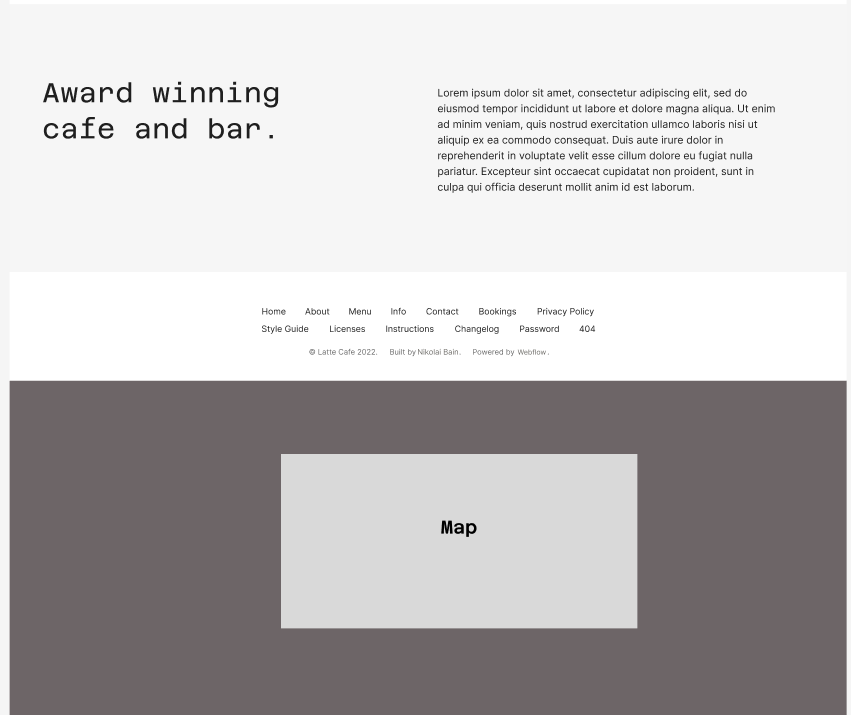 Award winning
cafe and bar.
Lorem ipsum dolor sit amet, consectetur adipiscing elit, sed do
eiusmod tempor incididunt ut labore et dolore magna aliqua. Ut enim
ad minim veniam, quis nostrud exercitation ullamco laboris nisi ut
aliquip ex ea commodo consequat. Duis aute irure dolor in
reprehenderit in voluptate velit esse cillum dolore eu fugiat nulla
pariatur. Excepteur sint occaecat cupidatat non proident, sunt in
culpa qui officia deserunt mollit anim id est laborum.
Home About Menu Info Contact Bookings Privacy Policy
Style Guide Licenses Instructions Changelog Password 404
© Latte Cafe 2022. Built by Nikolai Bain. Powered by Webflow.
Map